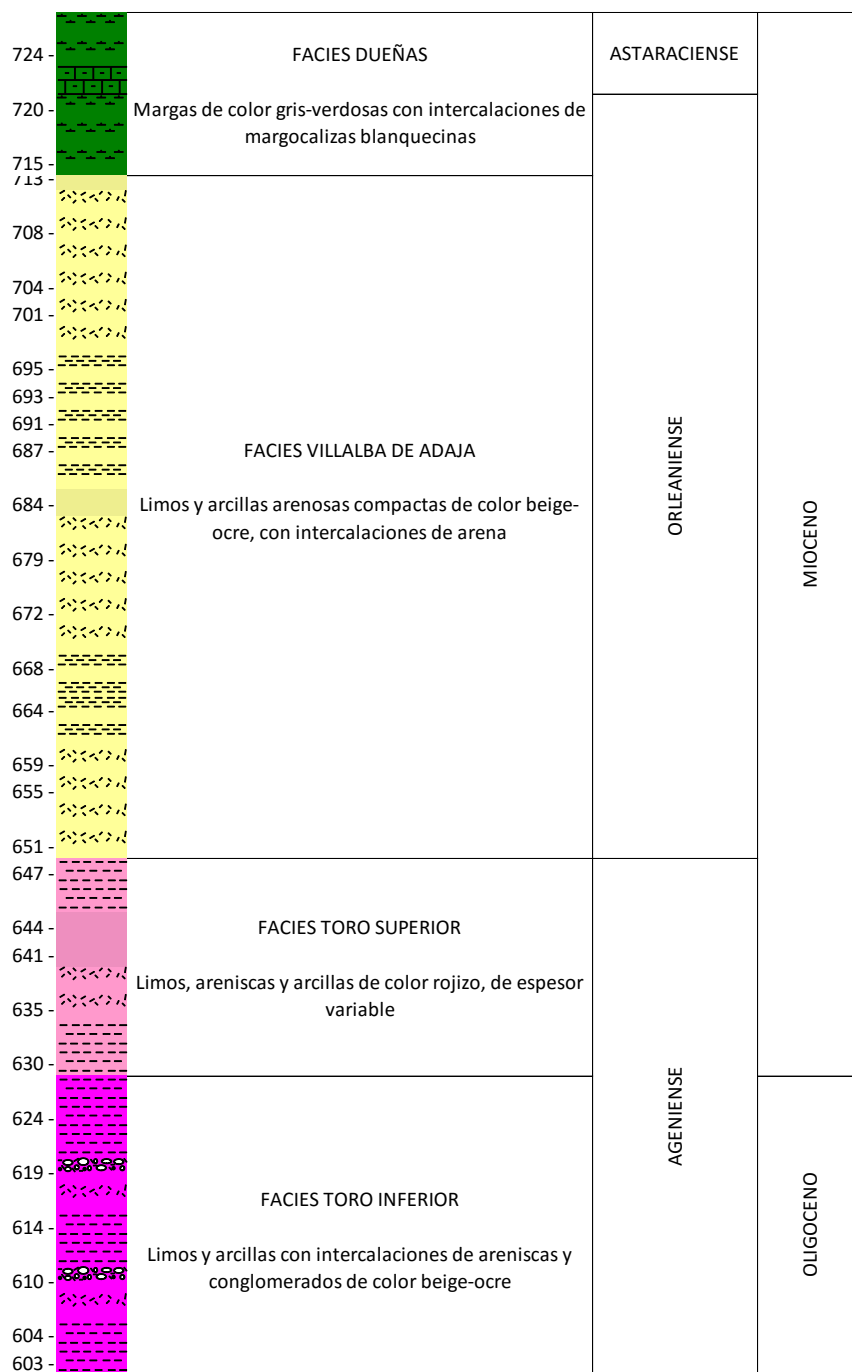 724 -
720 -
715 -
713 -
708 -
704 -
701 -
695 -
693 -
691 -
687 -
684 -
679 -
672 -
668 -
664 -
659 -
655 -
651 -
647 -
644 -
641 -
635 -
630 -
624 -
619 -
614 -
610 -
604 -
603 -
FACIES DUEÑAS
Margas de color gris-verdosas con intercalaciones de
margocalizas blanquecinas
FACIES VILLALBA DE ADAJA
Limos y arcillas arenosas compactas de color beige-
ocre, con intercalaciones de arena
FACIES TORO SUPERIOR
Limos, areniscas y arcillas de color rojizo, de espesor
variable
FACIES TORO INFERIOR
Limos y arcillas con intercalaciones de areniscas y
conglomerados de color beige-ocre
ASTARACIENSE
ORLEANIENSE
AGENIENSE
MIOCENO
OLIGOCENO